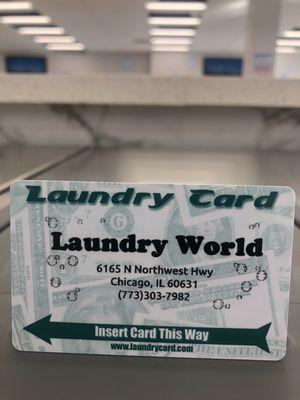 Laundry Card
Laundry World
6165 N Northwest Hwy
Chicago, IL 60631
(773)303-7982
Insert Card This Way
www.laundrycard.com